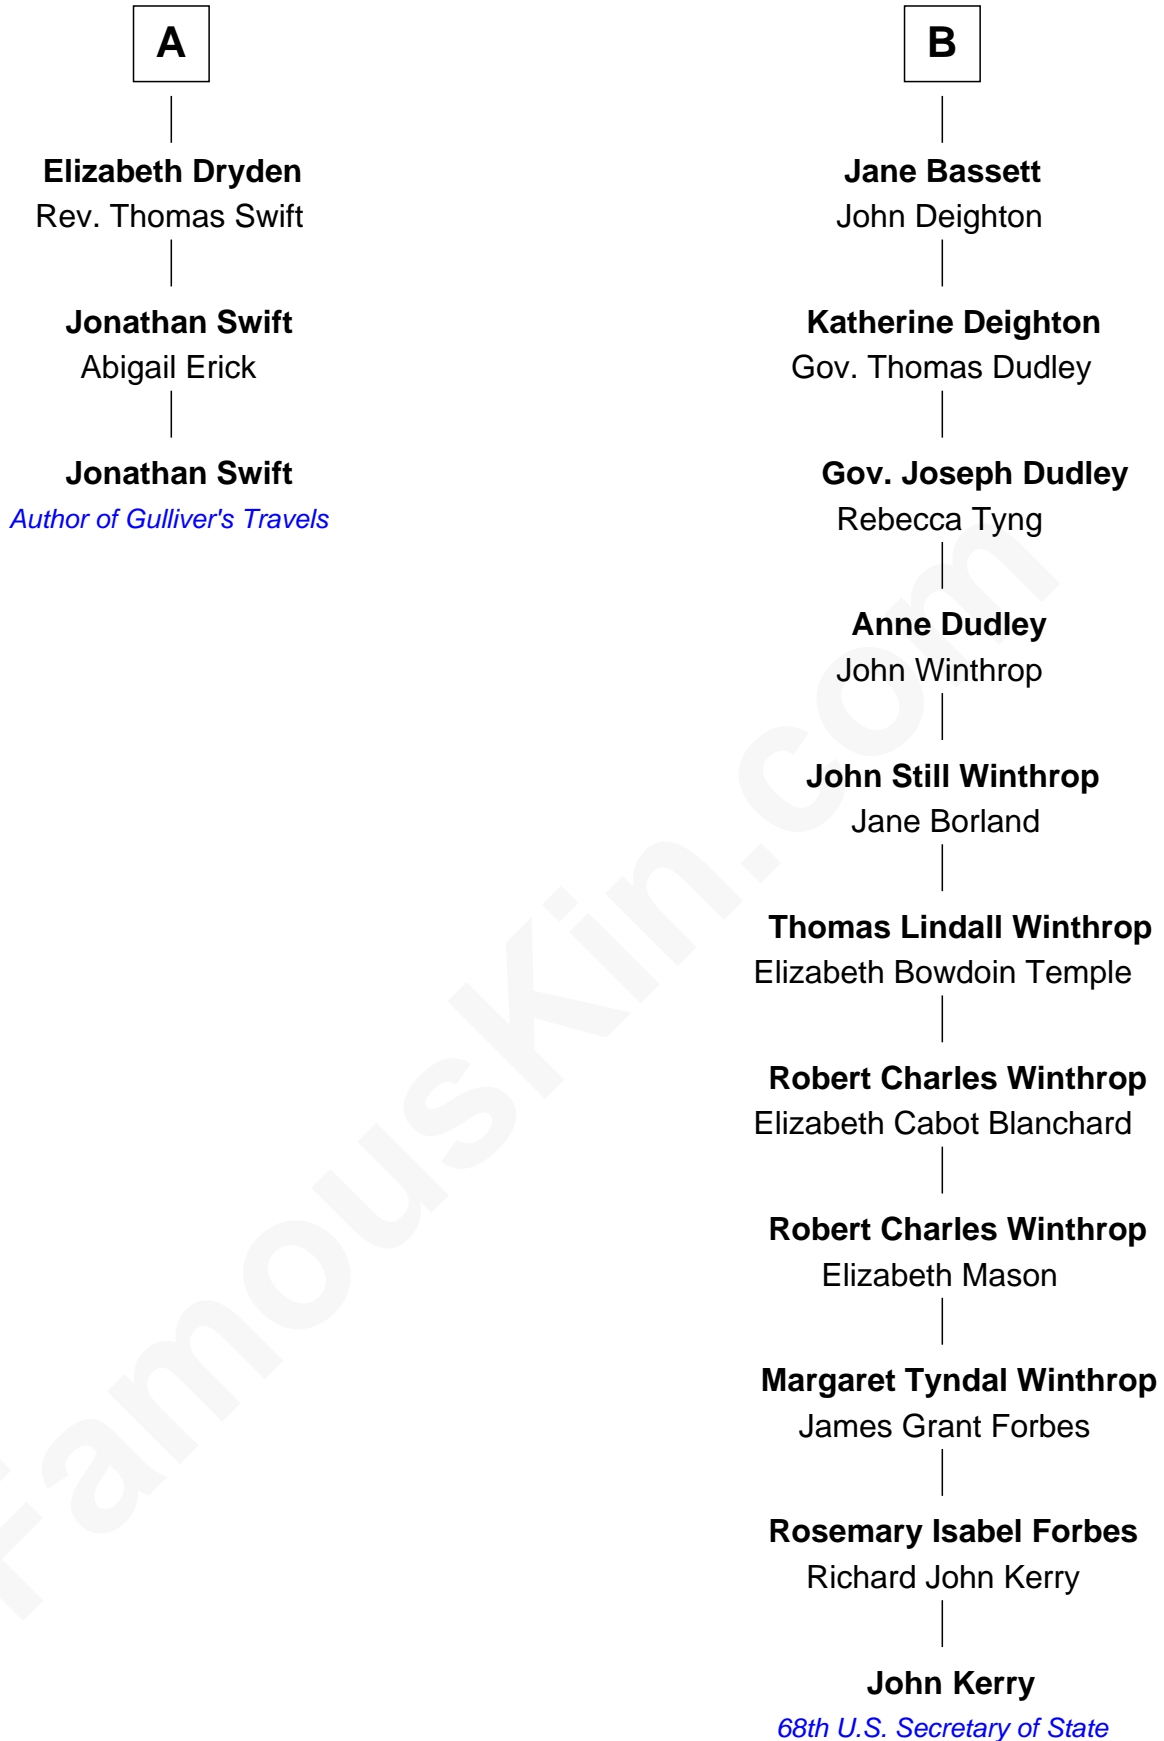 A
Elizabeth Dryden
Rev. Thomas Swift
Jonathan Swift
Abigail Erick
Jonathan Swift
Author of Gulliver's Travels
B
Jane Bassett
John Deighton
Katherine Deighton
Gov. Thomas Dudley
Gov. Joseph Dudley
Rebecca Tyng
Anne Dudley
John Winthrop
John Still Winthrop
Jane Borland
Thomas Lindall Winthrop
Elizabeth Bowdoin Temple
Robert Charles Winthrop
Elizabeth Cabot Blanchard
Robert Charles Winthrop
Elizabeth Mason
Margaret Tyndal Winthrop
James Grant Forbes
Rosemary Isabel Forbes
Richard John Kerry
John Kerry
68th U.S. Secretary of State
FamousKin.com